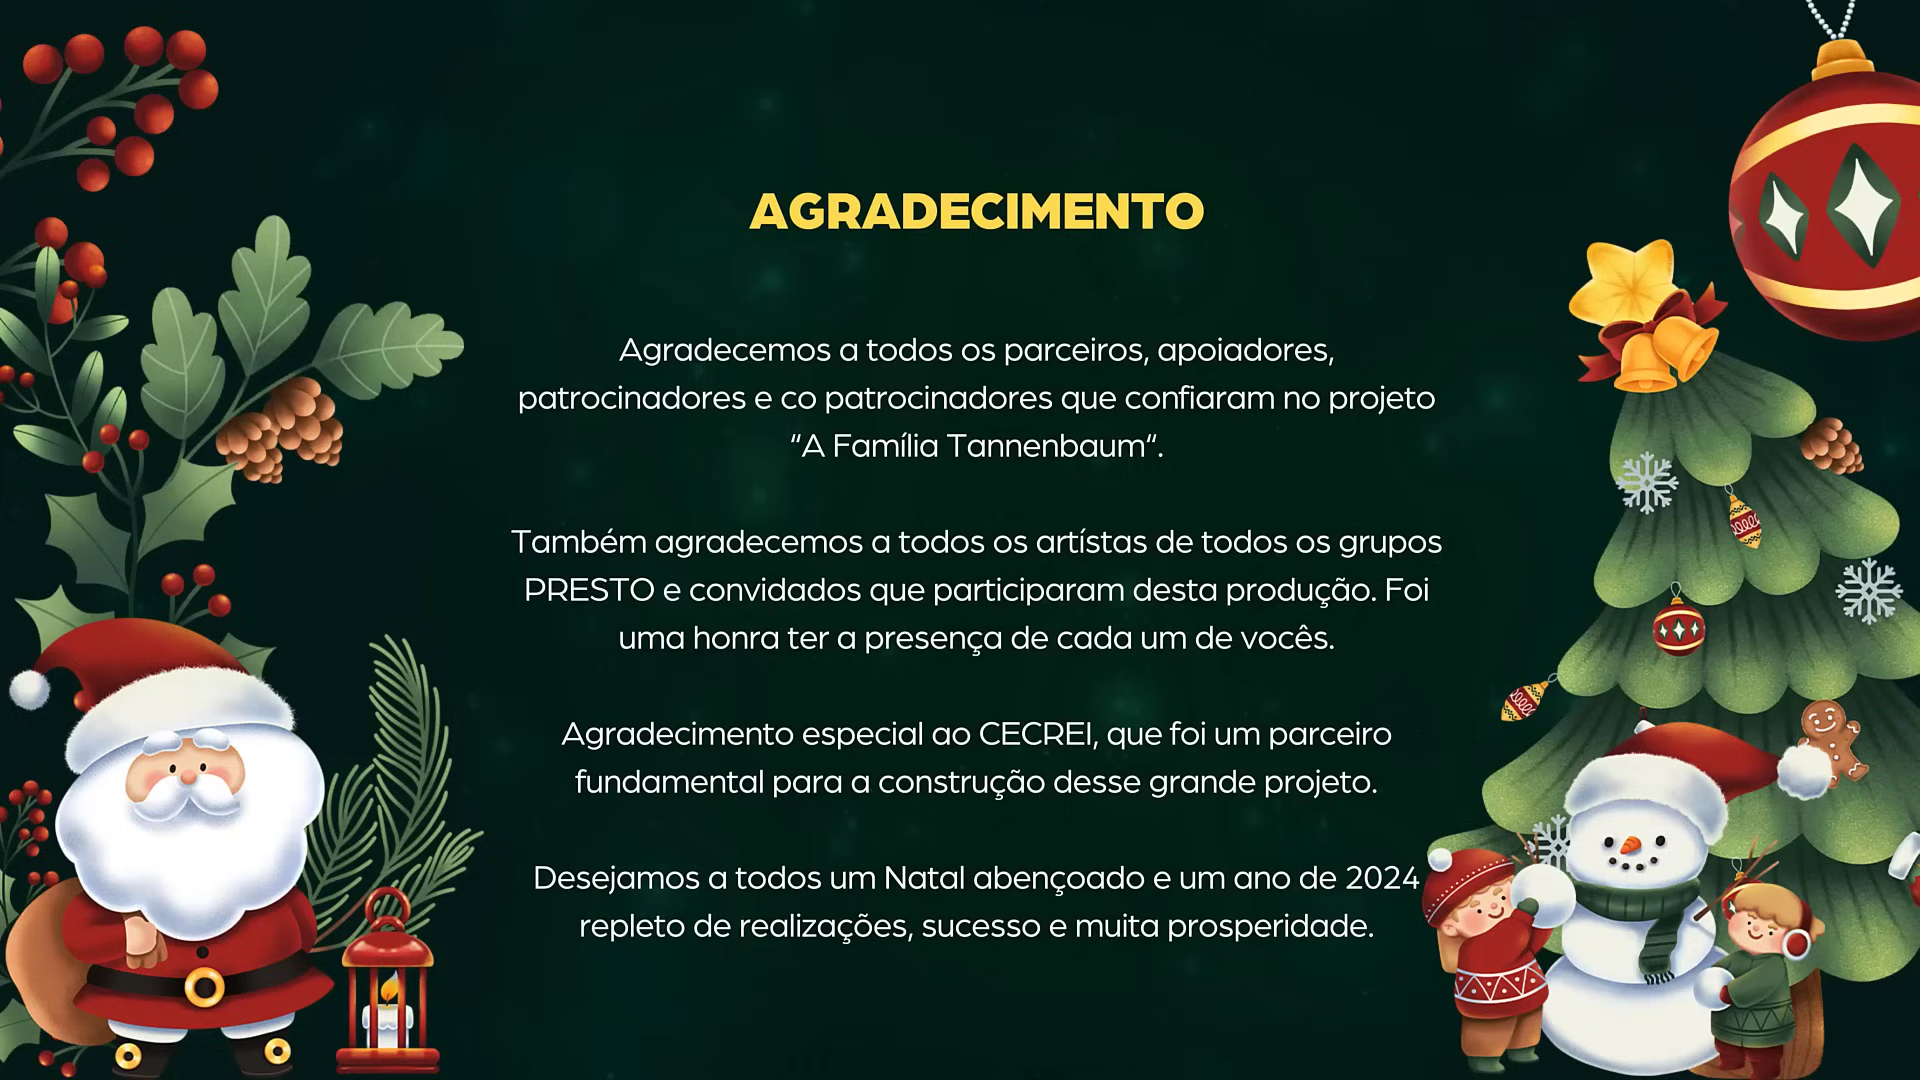 AGRADECIMENTO
Agradecemos a todos os parceiros, apoiadores,
patrocinadores e co patrocinadores que confiaram no projeto
“A Família Tannenbaum“.
Também agradecemos a todos os artístas de todos os grupos
PRESTO e convidados que participaram desta produção. Foi
uma honra ter a presença de cada um de vocês.
Agradecimento especial ao CECREI, que foi um parceiro
fundamental para a construção desse grande projeto.
Desejamos a todos um Natal abençoado e um ano de 2024
repleto de realizações, sucesso e muita prosperidade.